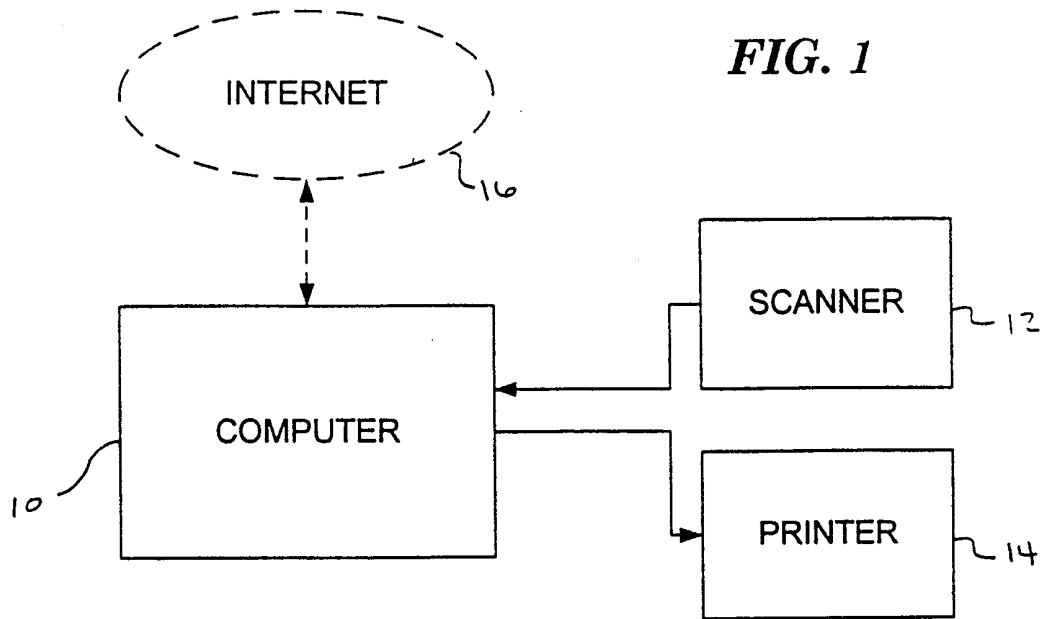 FIG. 1
INTERNET
16
SCANNER
12
COMPUTER
10
PRINTER
14